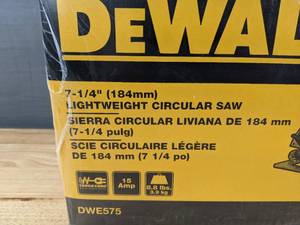 DEWAL
7-1/4" (184mm)
LIGHTWEIGHT CIRCULAR SAW
SIERRA CIRCULAR LIVIANA DE 184 mm
(7-1/4 pulg)
SCIE CIRCULAIRE LÉGÈRE
DE 184 mm (7 1/4 po)
15 Amp
8.8 lbs.
3.9 kg
DWE575